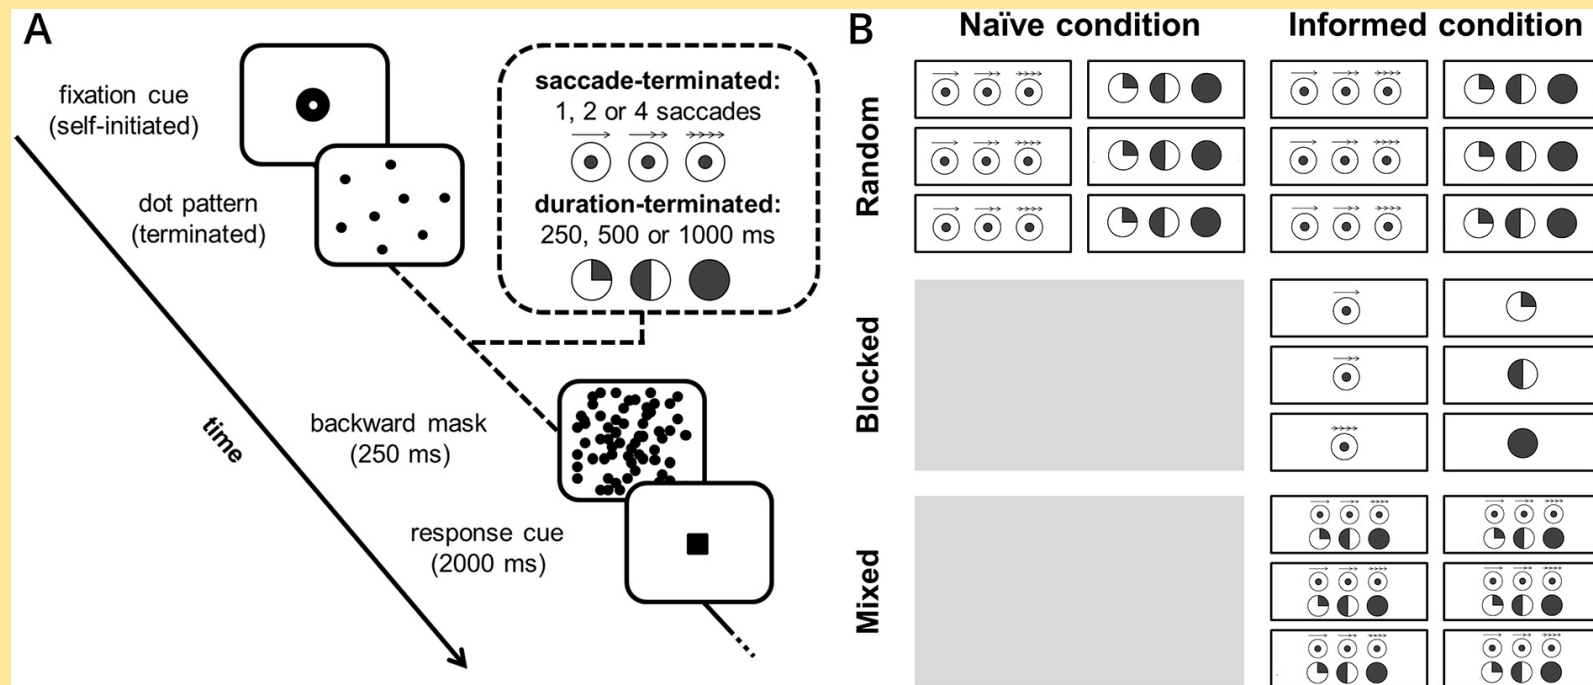 A
fixation cue
(self-initiated)
dot pattern
(terminated)
saccade-terminated:
1, 2 or 4 saccades
duration-terminated:
250, 500 or 1000 ms
time
backward mask
(250 ms)
response cue
(2000 ms)
B
Naïve condition
Informed condition
Random
Blocked
Mixed